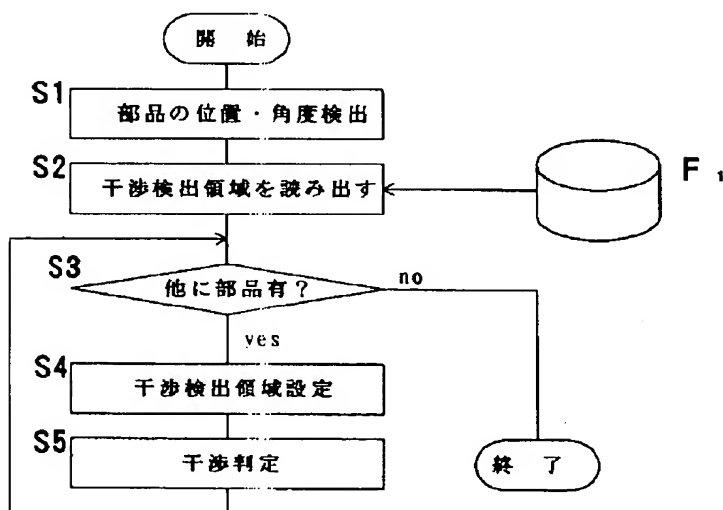 開 始
S1
部品の位置・角度検出
S2
干渉検出領域を読み出す
F 1
S3
他に部品有?
no
yes
S4
干渉検出領域設定
S5
干渉判定
終 了